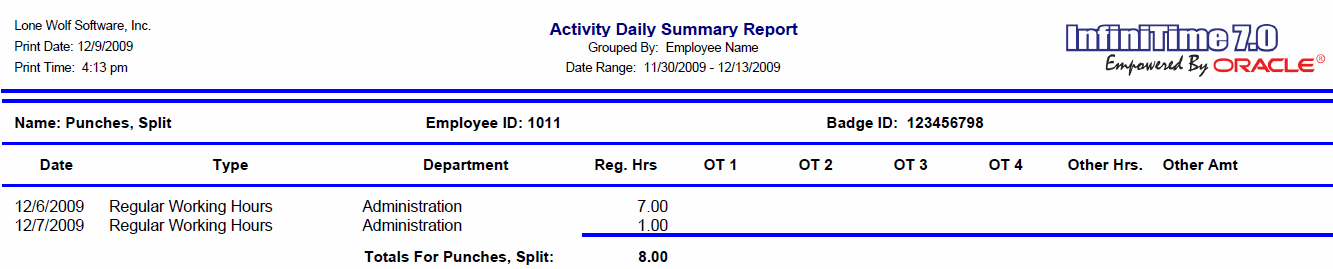 Lone Wolf Software, Inc.
Print Date: 12/9/2009
Print Time: 4:13 pm
Activity Daily Summary Report
Grouped By: Employee Name
Date Range: 11/30/2009 - 12/13/2009
InfiniTime 7.0
Empowered By ORACLE®
Name: Punches, Split Employee ID: 1011 Badge ID: 123456798
Date Type Department Reg. Hrs OT 1 OT 2 OT 3 OT 4 Other Hrs. Other Amt
12/6/2009 Regular Working Hours Administration 7.00
12/7/2009 Regular Working Hours Administration 1.00
Totals For Punches, Split: 8.00